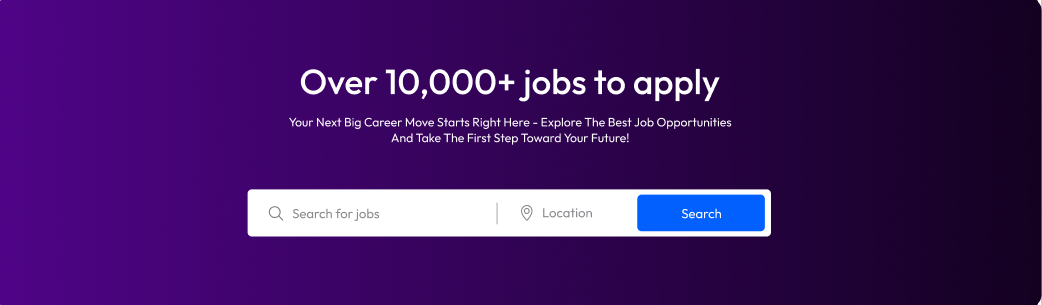 Over 10,000+ jobs to apply
Your Next Big Career Move Starts Right Here - Explore The Best Job Opportunities
And Take The First Step Toward Your Future!
Search for jobs
Location
Search